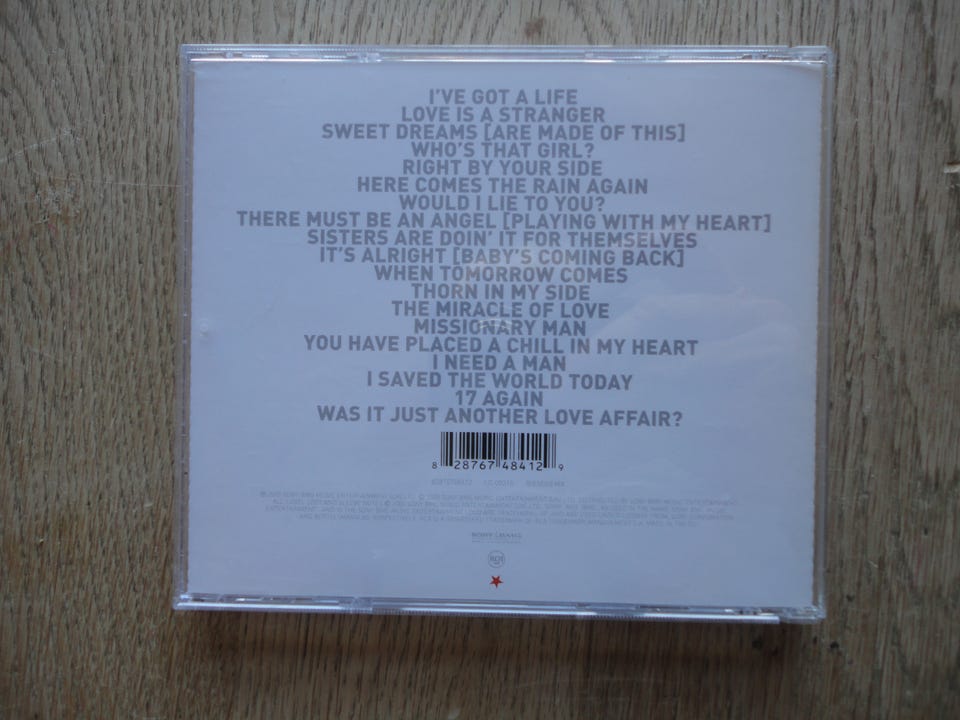 I'VE GOT A LIFE
LOVE IS A STRANGER
SWEET DREAMS [ARE MADE OF THIS]
WHO'S THAT GIRL?
RIGHT BY YOUR SIDE
HERE COMES THE RAIN AGAIN
WOULD I LIE TO YOU?
THERE MUST BE AN ANGEL [PLAYING WITH MY HEART]
SISTERS ARE DOIN' IT FOR THEMSELVES
IT'S ALRIGHT [BABY'S COMING BACK]
WHEN TOMORROW COMES
THORN IN MY SIDE
THE MIRACLE OF LOVE
MISSIONARY MAN
YOU HAVE PLACED A CHILL IN MY HEART
I NEED A MAN
I SAVED THE WORLD TODAY
17 AGAIN
WAS IT JUST ANOTHER LOVE AFFAIR?
8 28767 48412 9